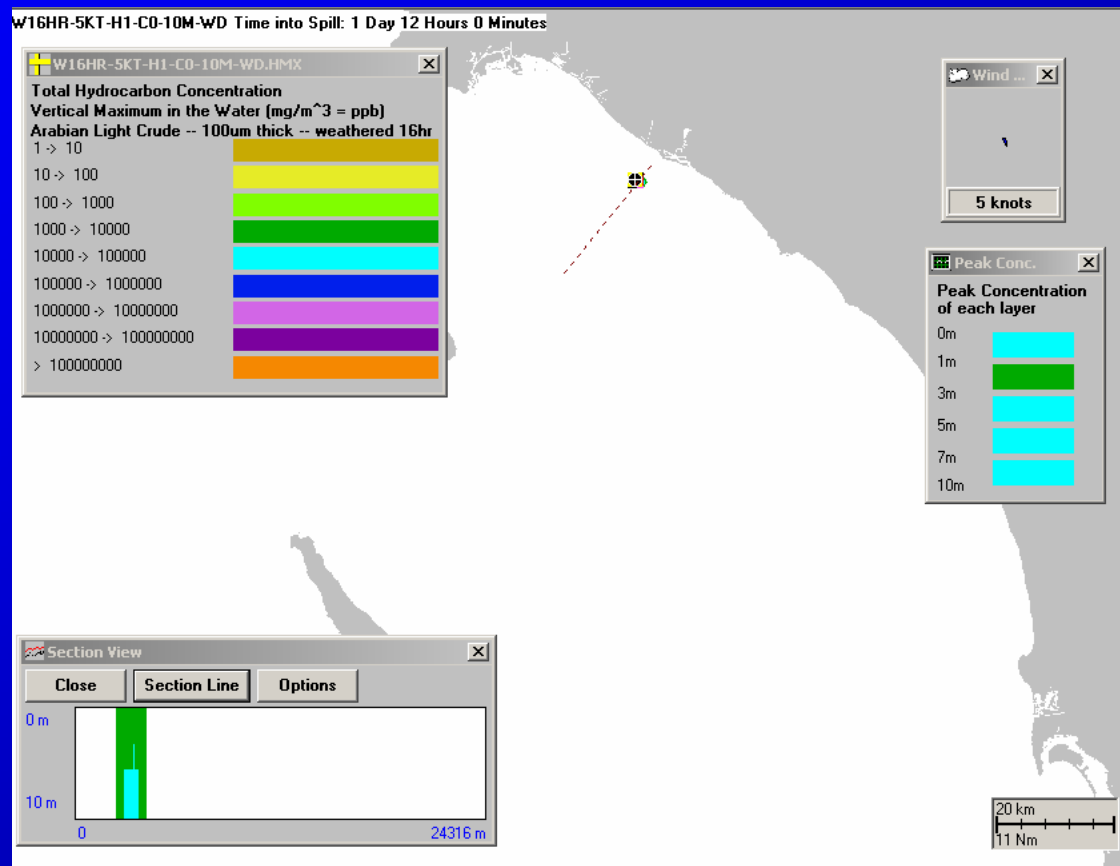 W16HR-5KT-H1-C0-10M-WD Time into Spill: 1 Day 12 Hours 0 Minutes
W16HR-5KT-H1-C0-10M-WD.HMX
Total Hydrocarbon Concentration
Vertical Maximum in the Water (mg/m^3 = ppb)
Arabian Light Crude -- 100um thick -- weathered 16hr
1 -> 10
10 -> 100
100 -> 1000
1000 -> 10000
10000 -> 100000
100000 -> 1000000
1000000 -> 10000000
10000000 -> 100000000
> 100000000
Wind ...
5 knots
Peak Conc.
Peak Concentration
of each layer
0m
1m
3m
5m
7m
10m
Section View
Close Section Line Options
0 m
10 m
0 24316 m
20 km
11 Nm